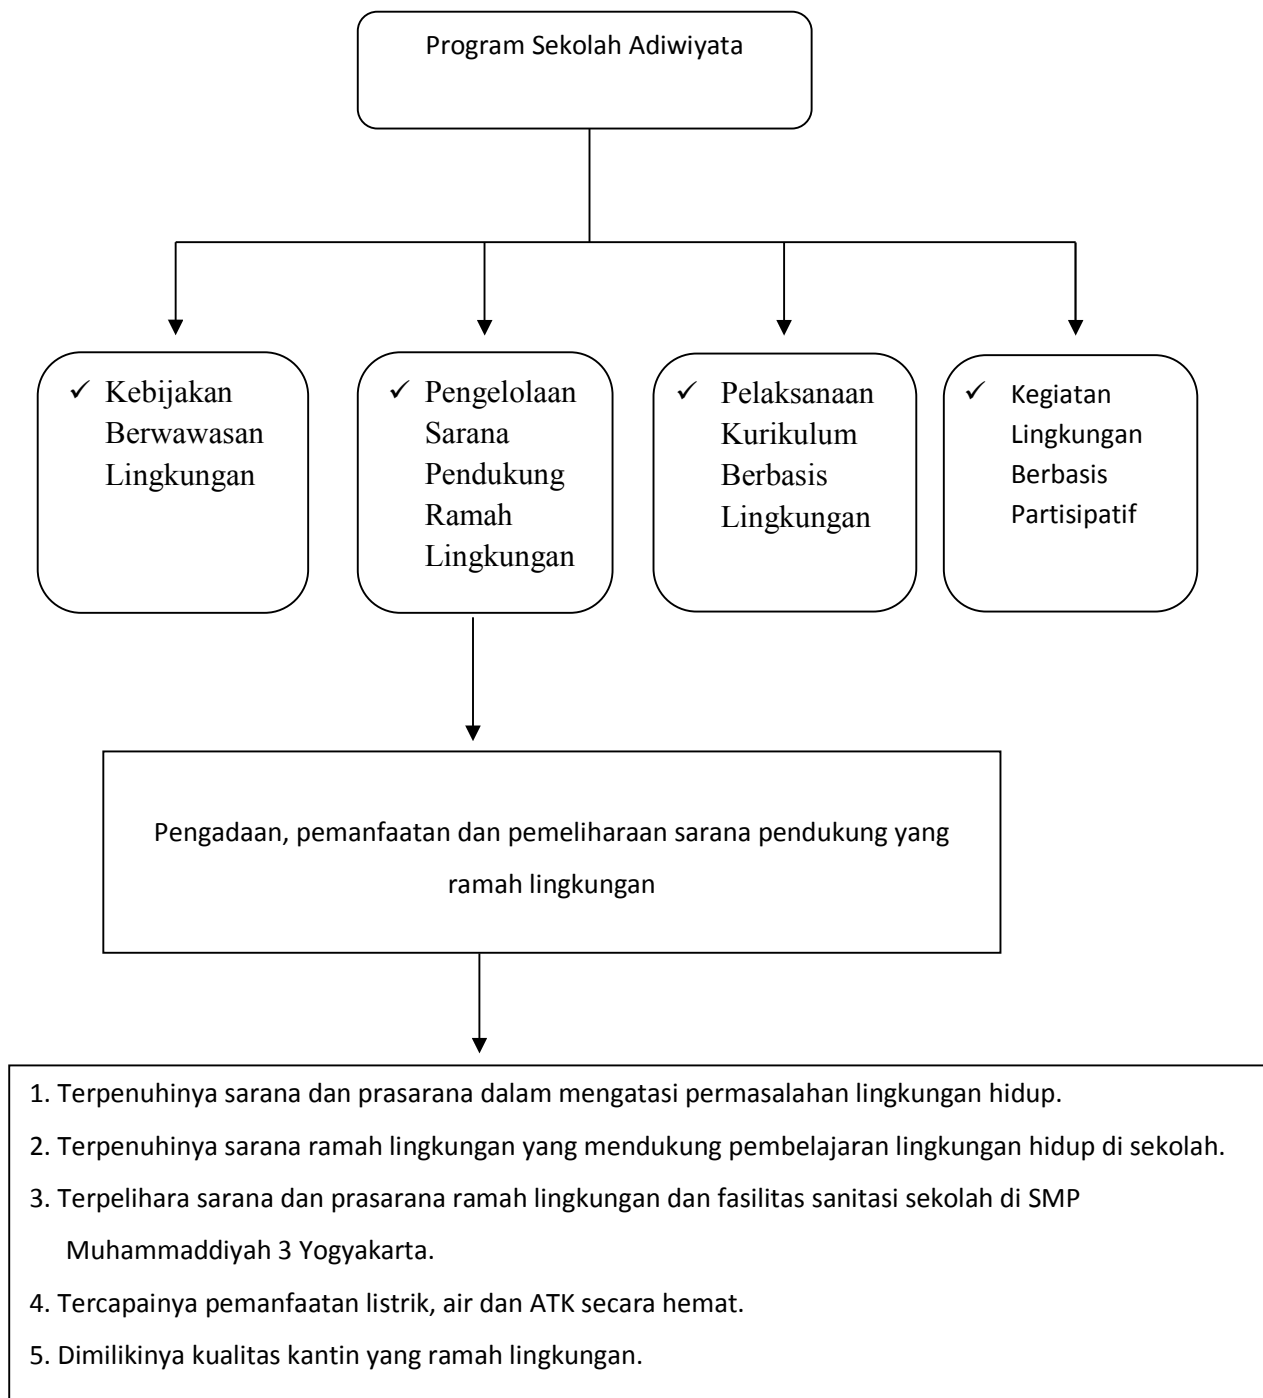 Program Sekolah Adiwiyata
✓ Kebijakan
Berwawasan
Lingkungan
✓ Pengelolaan
Sarana
Pendukung
Ramah
Lingkungan
✓ Pelaksanaan
Kurikulum
Berbasis
Lingkungan
✓ Kegiatan
Lingkungan
Berbasis
Partisipatif
Pengadaan, pemanfaatan dan pemeliharaan sarana pendukung yang
ramah lingkungan
1. Terpenuhinya sarana dan prasarana dalam mengatasi permasalahan lingkungan hidup.
2. Terpenuhinya sarana ramah lingkungan yang mendukung pembelajaran lingkungan hidup di sekolah.
3. Terpelihara sarana dan prasarana ramah lingkungan dan fasilitas sanitasi sekolah di SMP
Muhammaddiyah 3 Yogyakarta.
4. Tercapainya pemanfaatan listrik, air dan ATK secara hemat.
5. Dimilikinya kualitas kantin yang ramah lingkungan.